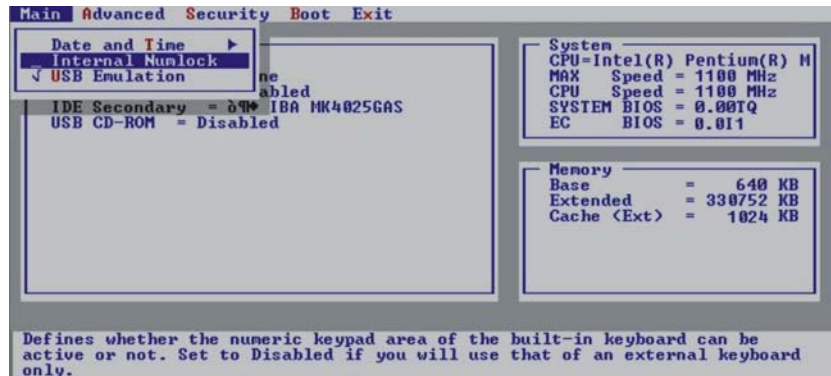 Main Advanced Security Boot Exit
Date and Time ▶
_ Internal Numlock
√ USB Emulation
ne
abled
IDE Secondary = IBA MK4025GAS
USB CD-ROM = Disabled
System
CPU=Intel(R) Pentium(R) M
MAX Speed = 1100 MHz
CPU Speed = 1100 MHz
SYSTEM BIOS = 0.00TQ
EC BIOS = 0.0I1
Memory
Base = 640 KB
Extended = 330752 KB
Cache (Ext) = 1024 KB
Defines whether the numeric keypad area of the built-in keyboard can be
active or not. Set to Disabled if you will use that of an external keyboard
only.